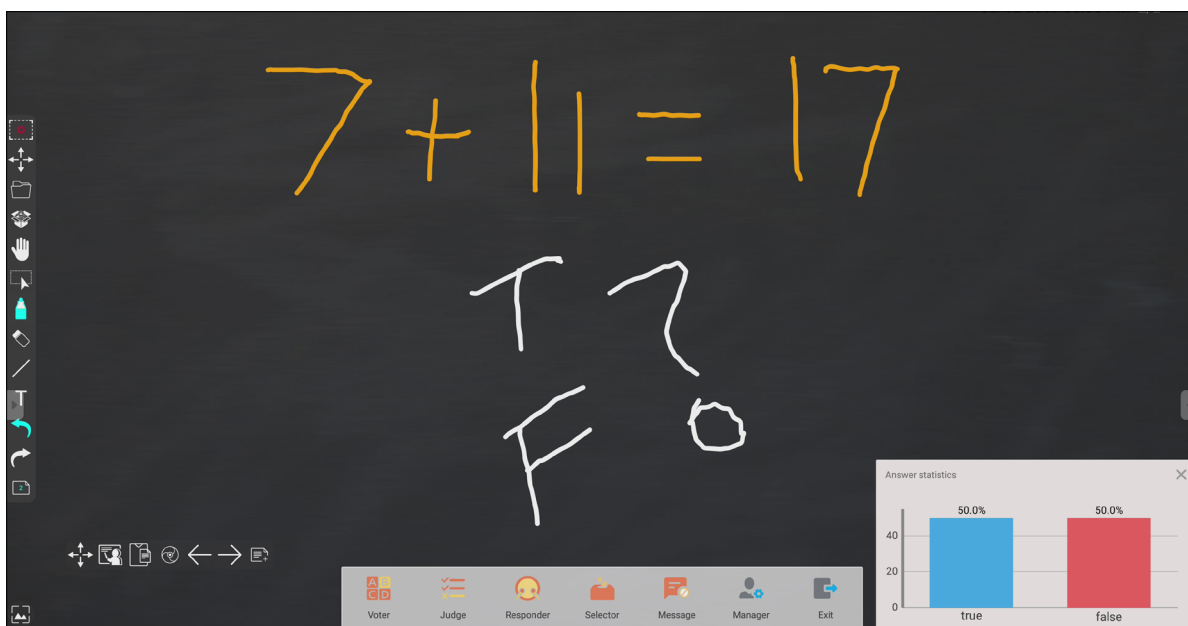 7 + 11 = 17
T ?
F
Answer statistics
50.0% 50.0%
40
20
0
true false
T
2
A B C D
Voter Judge Responder Selector Message Manager Exit